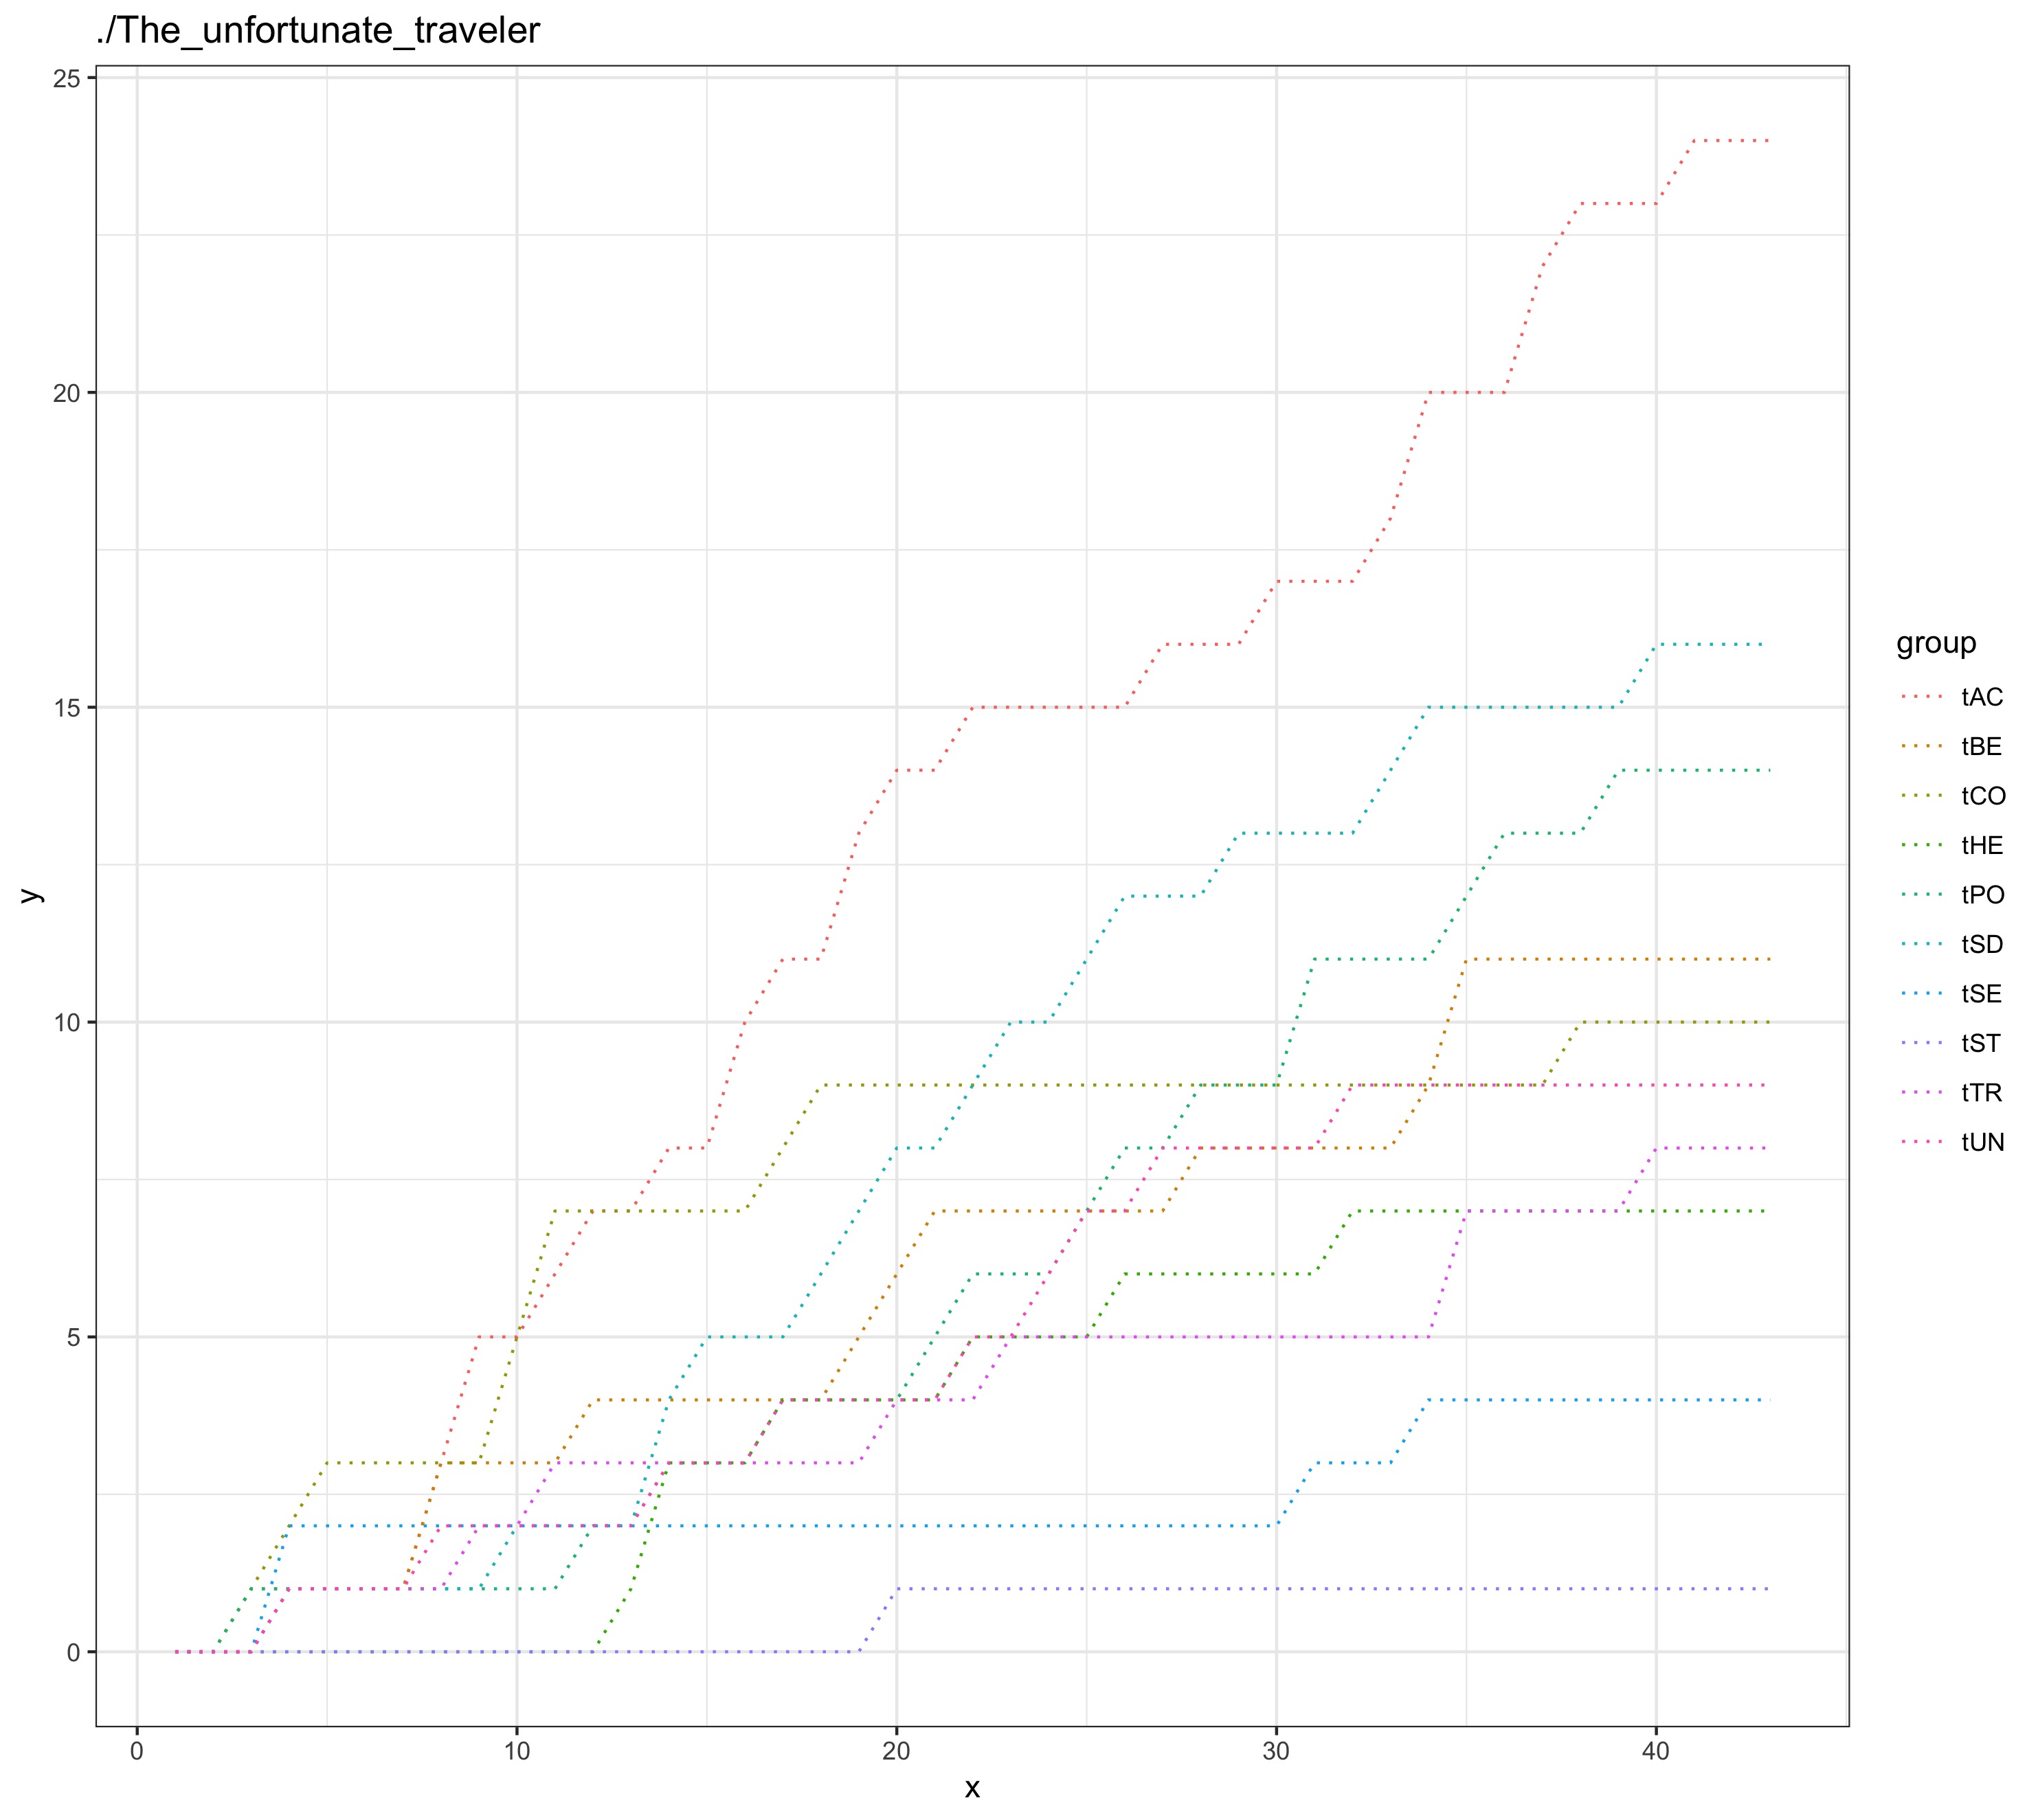 ./The_unfortunate_traveler
25
20
15
10
5
0
y
0 10 20 30 40
x
group
tAC
tBE
tCO
tHE
tPO
tSD
tSE
tST
tTR
tUN